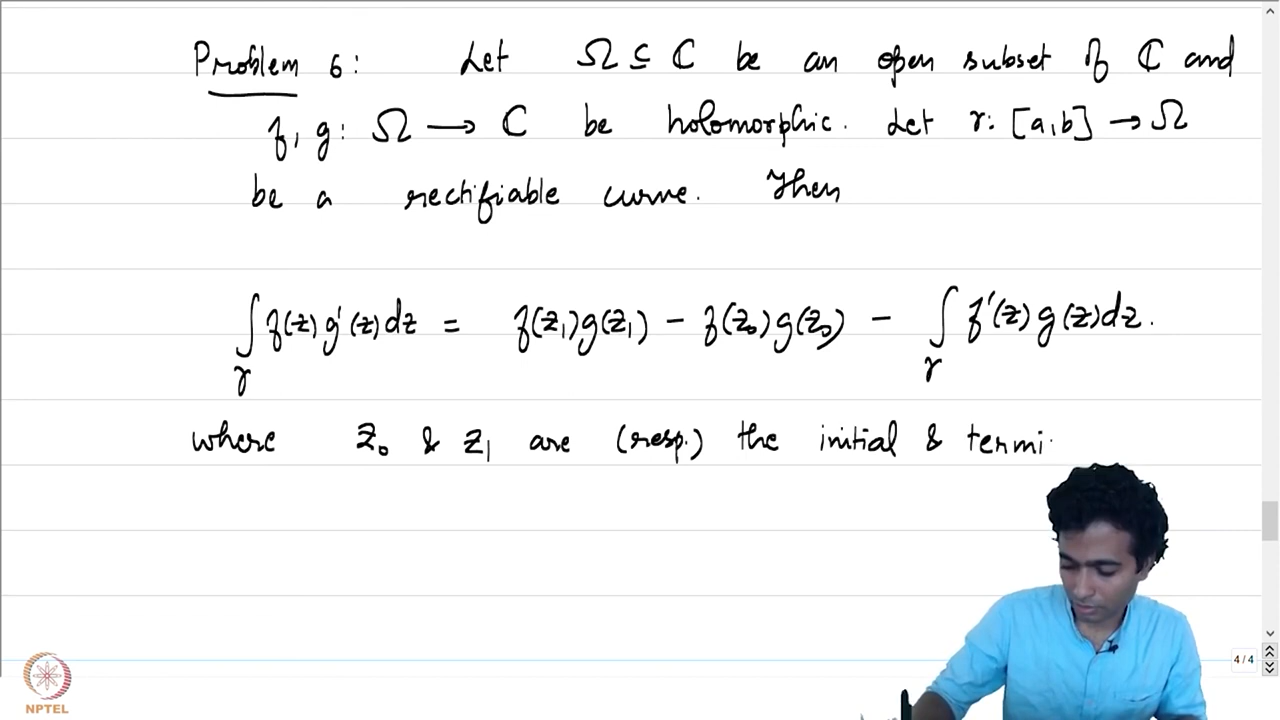 Problem 6: Let Ω ⊆ ℂ be an open subset of ℂ and
f, g: Ω → ℂ be holomorphic. Let γ: [a,b] → Ω
be a rectifiable curve. Then
∫_γ f(z) g'(z) dz = f(z₁)g(z₁) − f(z₀)g(z₀) − ∫_γ f'(z) g(z) dz.
where z₀ & z₁ are (resp.) the initial & termi
4 / 4
NPTEL